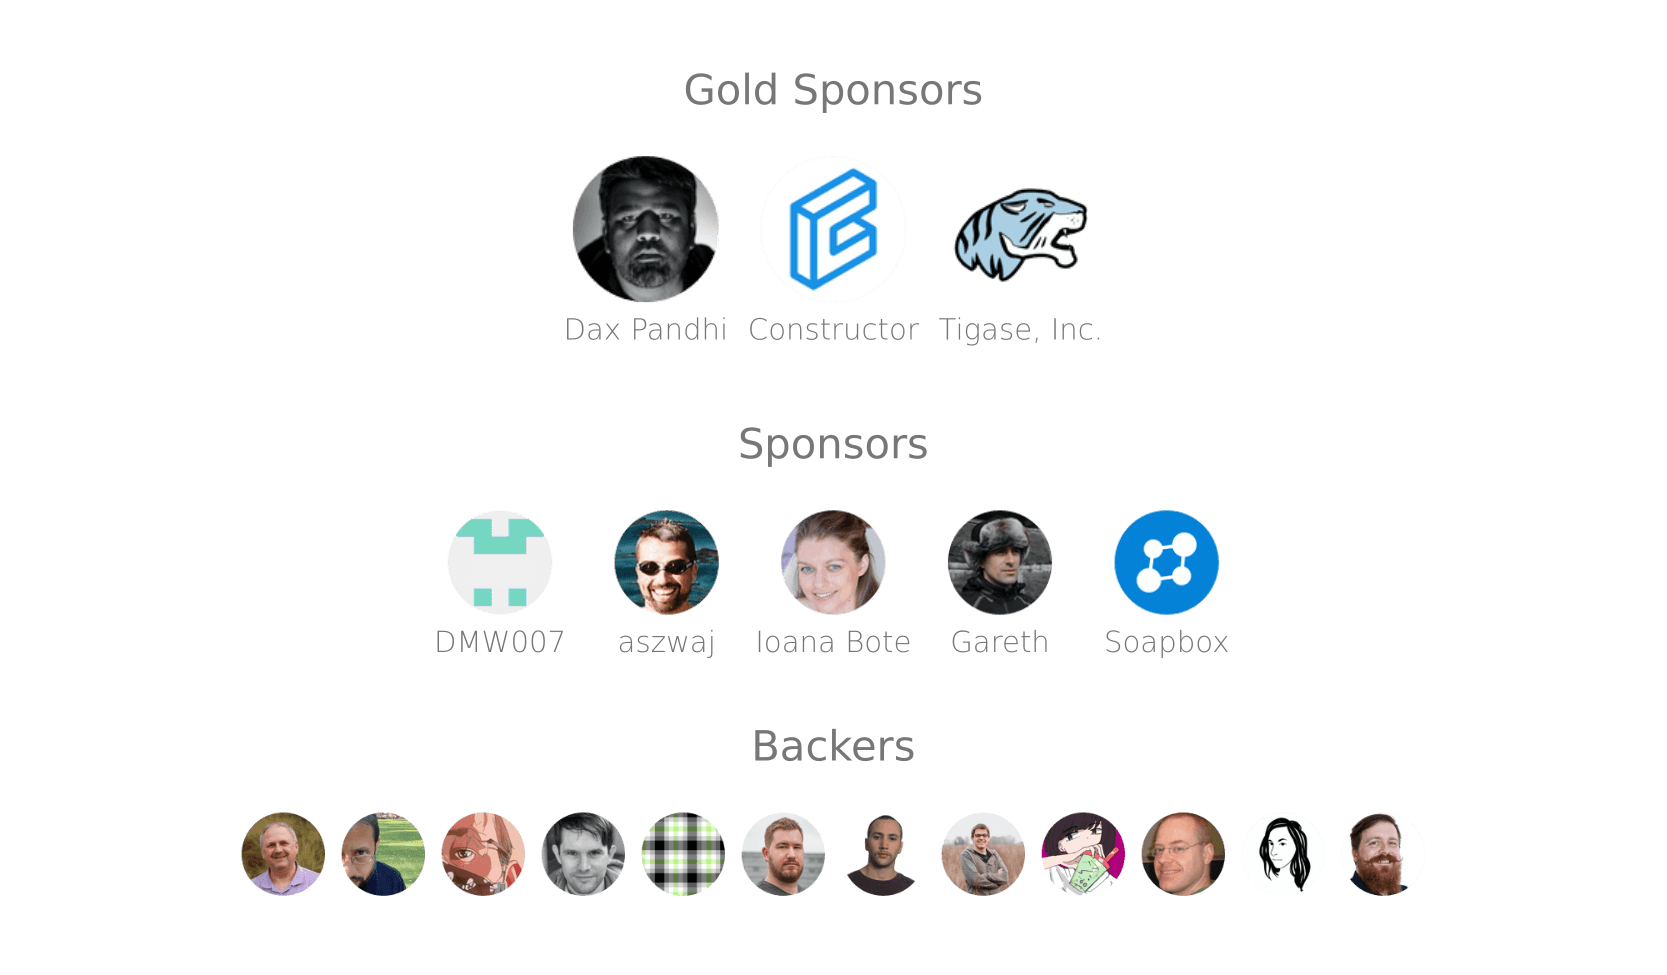 Gold Sponsors
Dax Pandhi Constructor Tigase, Inc.
Sponsors
DMW007 aszwaj Ioana Bote Gareth Soapbox
Backers